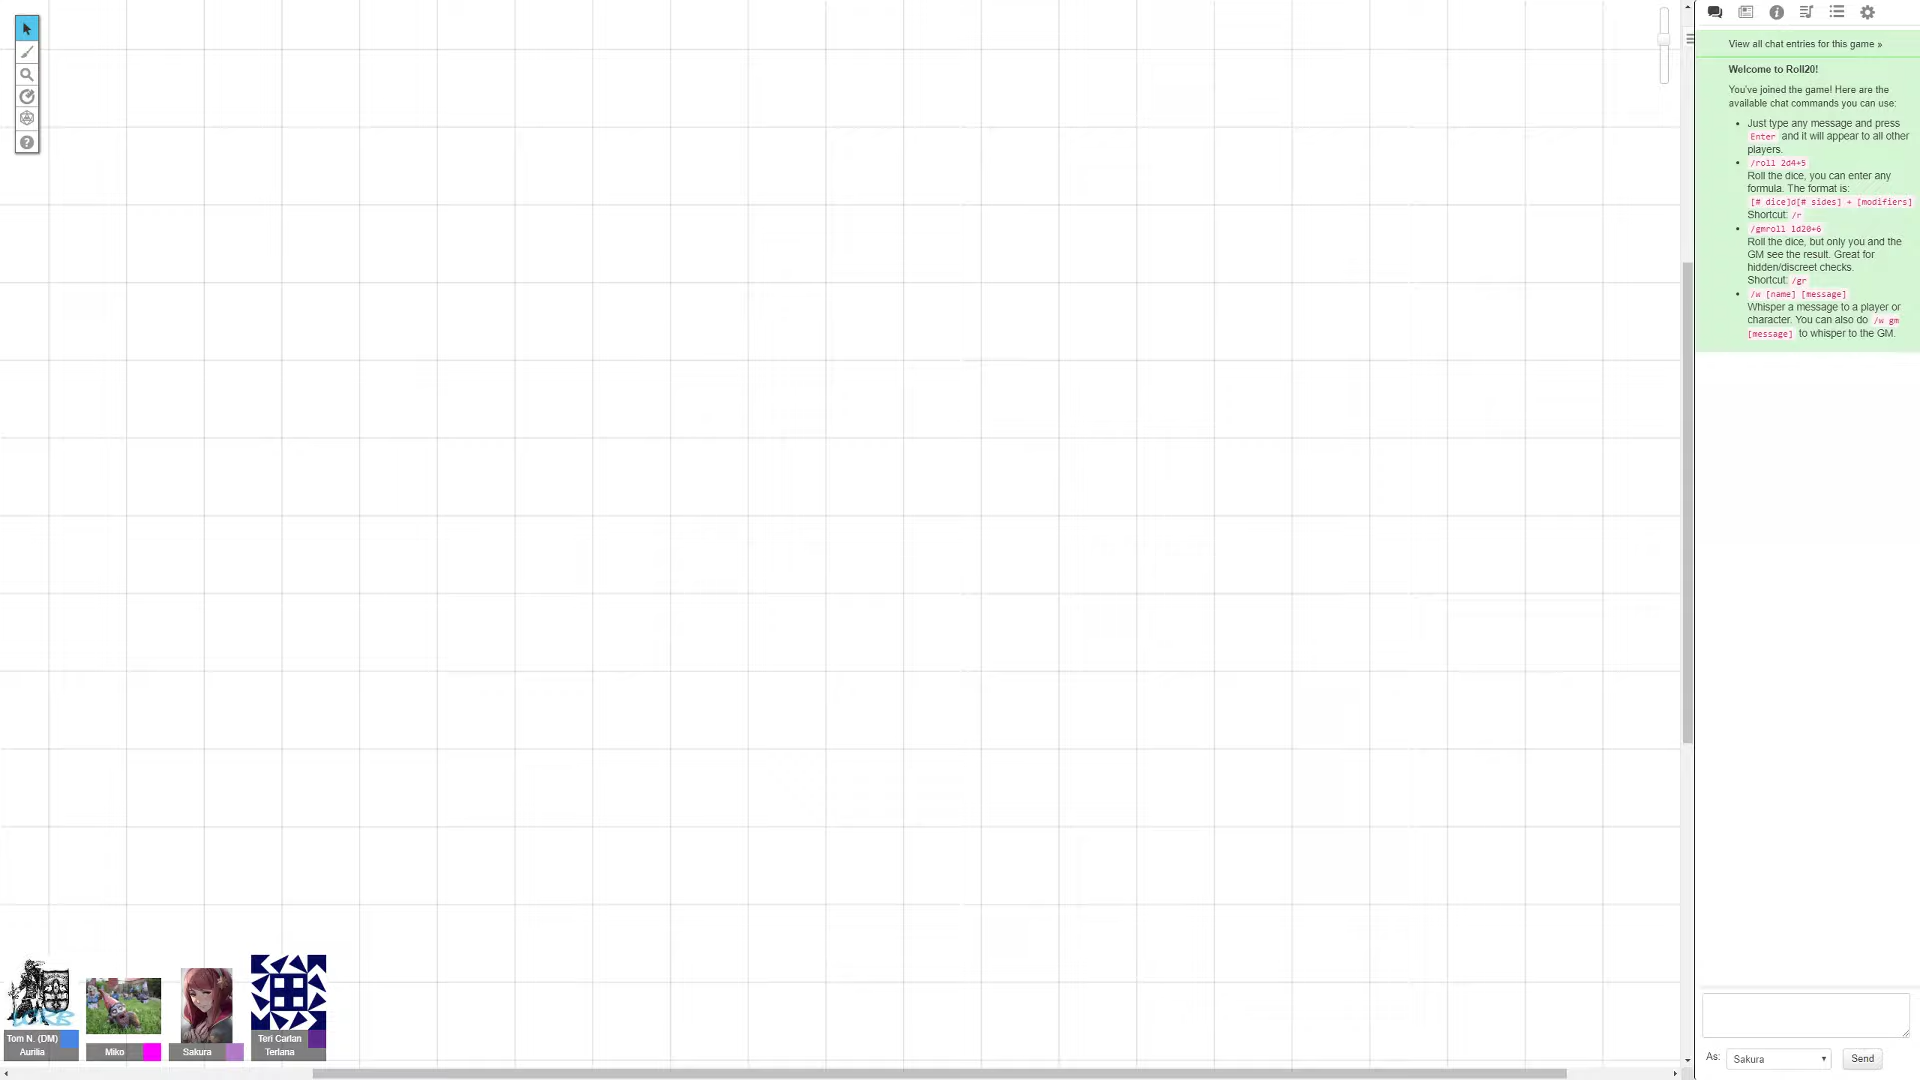 View all chat entries for this game »
Welcome to Roll20!
You've joined the game! Here are the
available chat commands you can use:
• Just type any message and press
Enter and it will appear to all other
players.
• /roll 2d4+5
Roll the dice, you can enter any
formula. The format is:
[# dice]d[# sides] + [modifiers]
Shortcut: /r
• /gmroll 1d20+6
Roll the dice, but only you and the
GM see the result. Great for
hidden/discreet checks.
Shortcut: /gr
• /w [name] [message]
Whisper a message to a player or
character. You can also do /w gm
[message] to whisper to the GM.
Tom N. (DM)
Aurilia
Miko
Sakura
Teri Carlan
Terlana
As: Sakura
Send